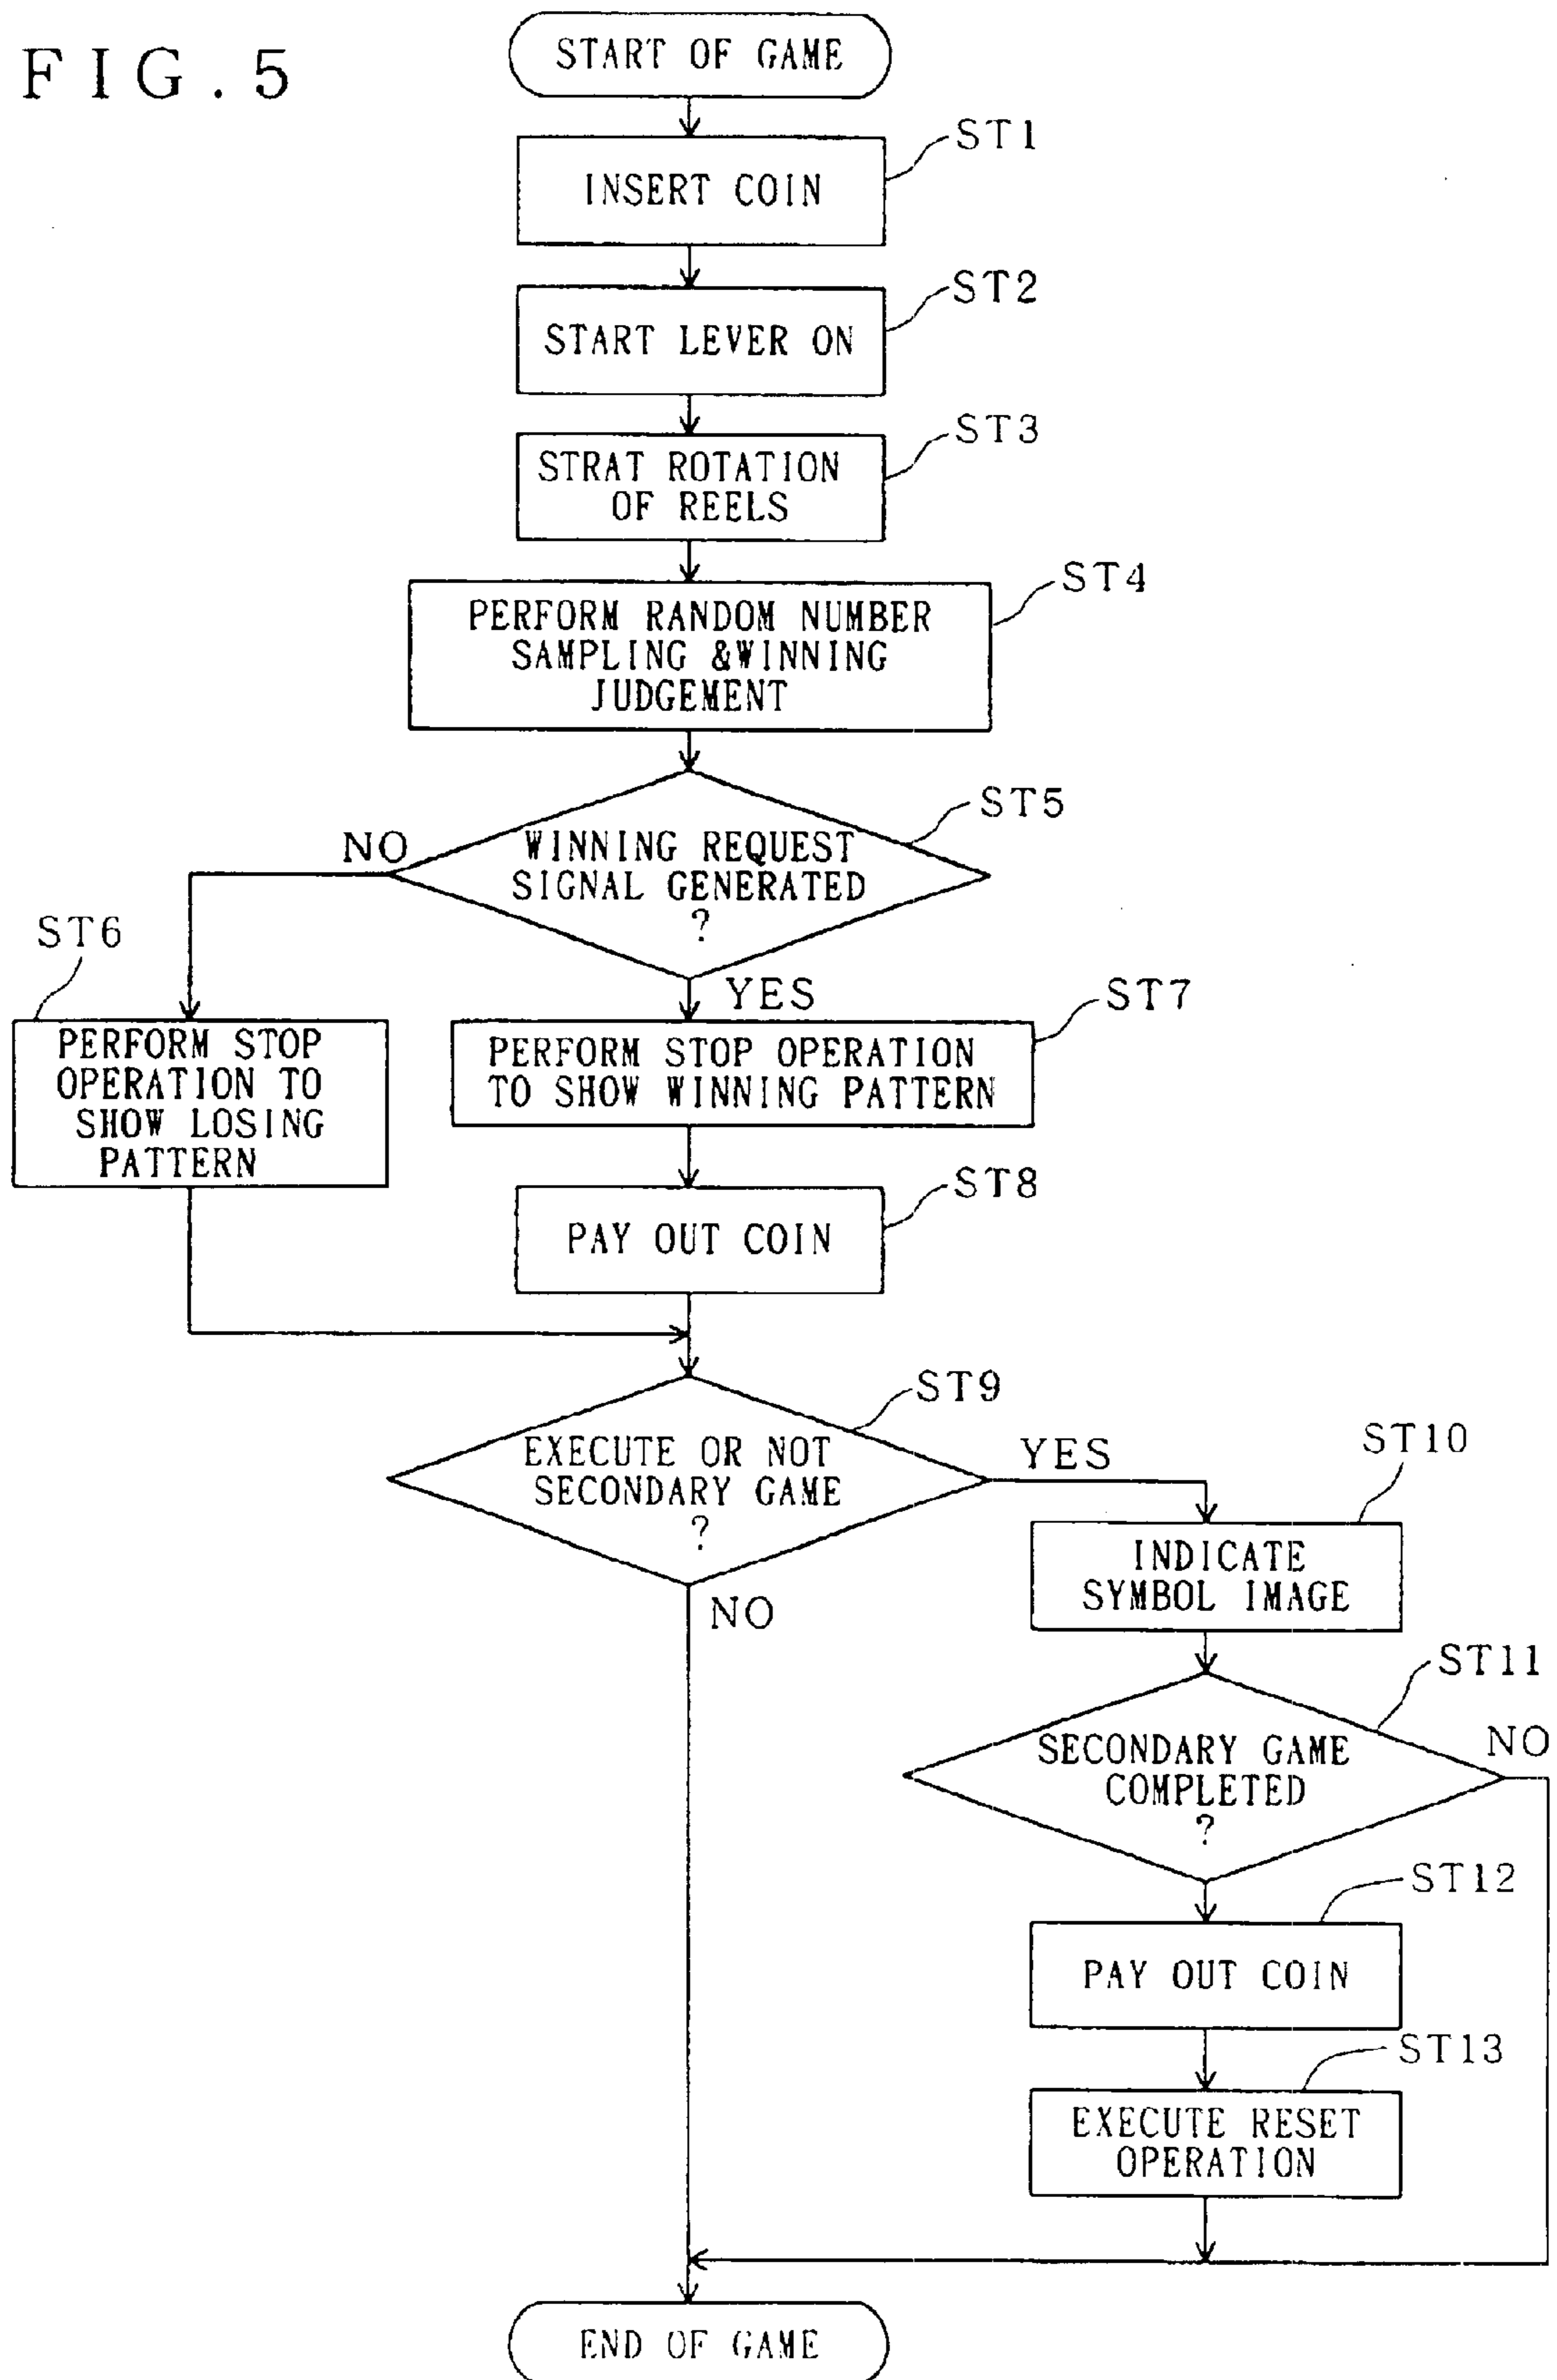 FIG.5
START OF GAME
ST1
INSERT COIN
ST2
START LEVER ON
ST3
STRAT ROTATION
OF REELS
ST4
PERFORM RANDOM NUMBER
SAMPLING &WINNING
JUDGEMENT
ST5
NO
WINNING REQUEST
SIGNAL GENERATED
?
ST6
YES
ST7
PERFORM STOP
OPERATION TO
SHOW LOSING
PATTERN
PERFORM STOP OPERATION
TO SHOW WINNING PATTERN
ST8
PAY OUT COIN
ST9
EXECUTE OR NOT
SECONDARY GAME
?
YES
ST10
NO
INDICATE
SYMBOL IMAGE
ST11
SECONDARY GAME
COMPLETED
?
NO
ST12
PAY OUT COIN
ST13
EXECUTE RESET
OPERATION
END OF GAME